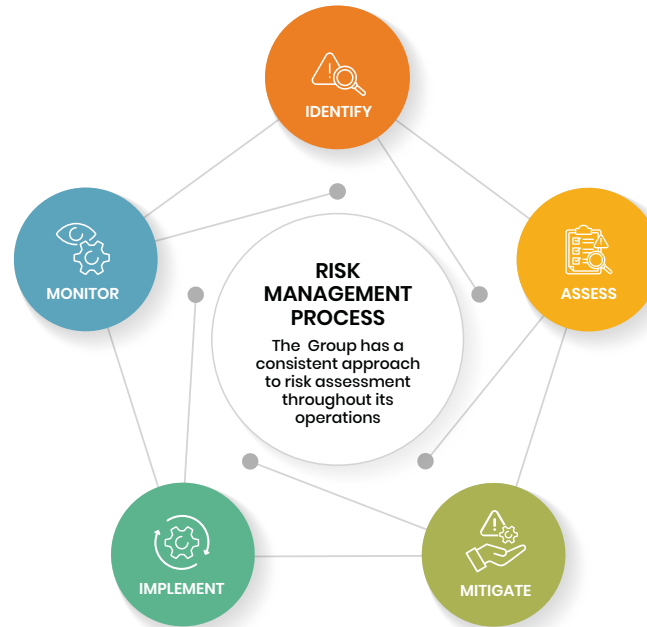 IDENTIFY
ASSESS
MITIGATE
IMPLEMENT
MONITOR
RISK
MANAGEMENT
PROCESS
The Group has a
consistent approach
to risk assessment
throughout its
operations